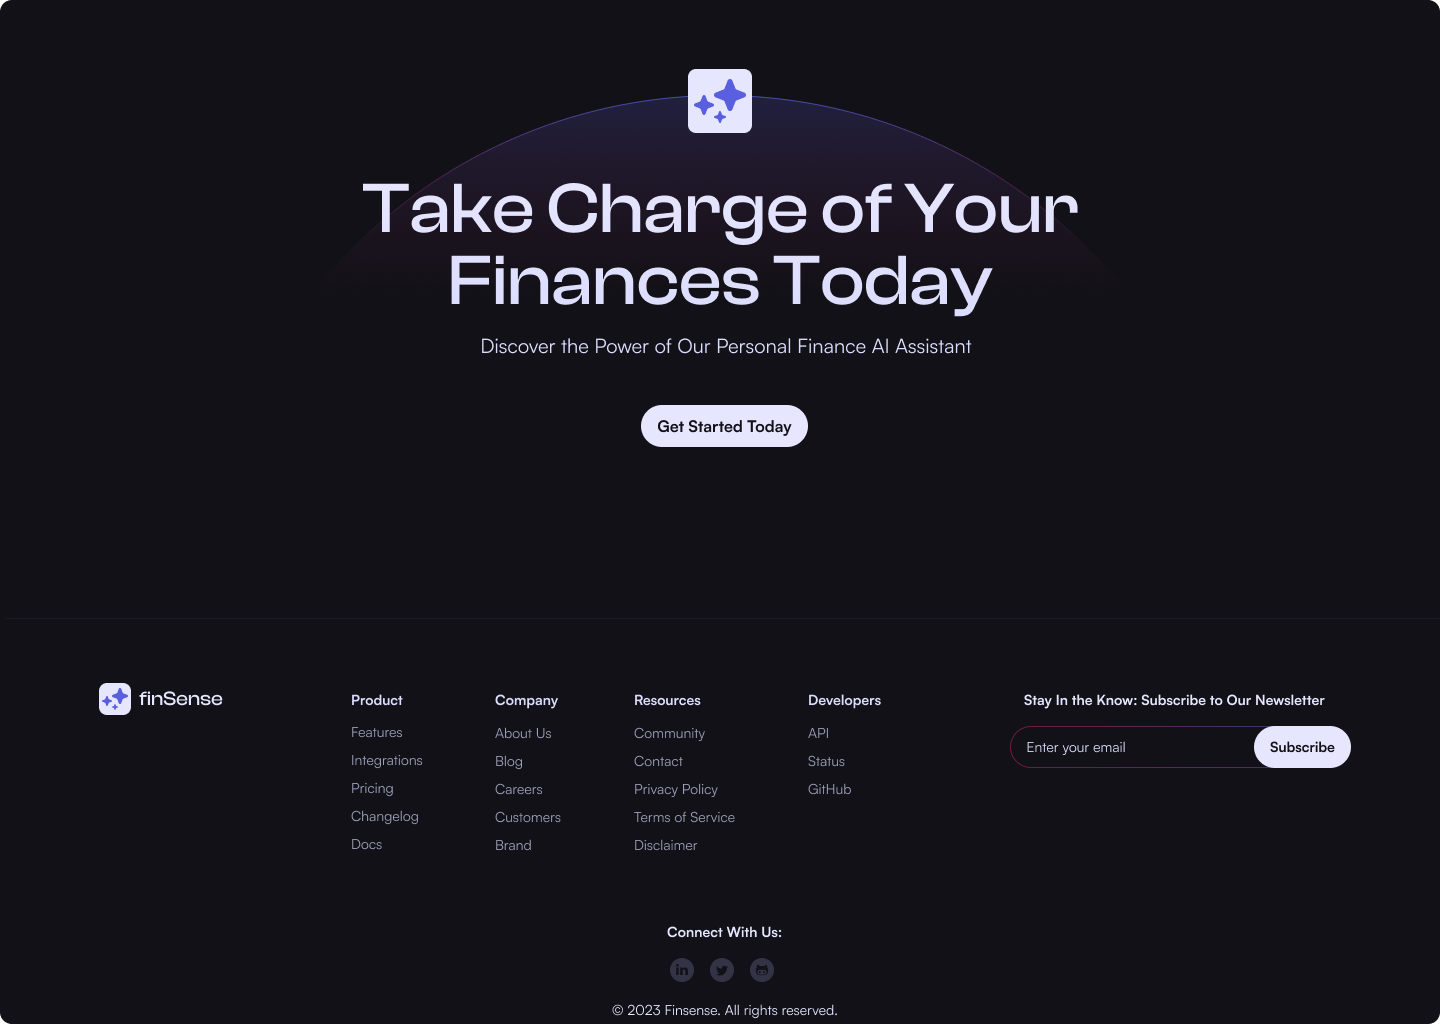 Take Charge of Your
Finances Today
Discover the Power of Our Personal Finance AI Assistant
Get Started Today
finSense
Product
Features
Integrations
Pricing
Changelog
Docs
Company
About Us
Blog
Careers
Customers
Brand
Resources
Community
Contact
Privacy Policy
Terms of Service
Disclaimer
Developers
API
Status
GitHub
Stay In the Know: Subscribe to Our Newsletter
Enter your email
Subscribe
Connect With Us:
in
© 2023 Finsense. All rights reserved.